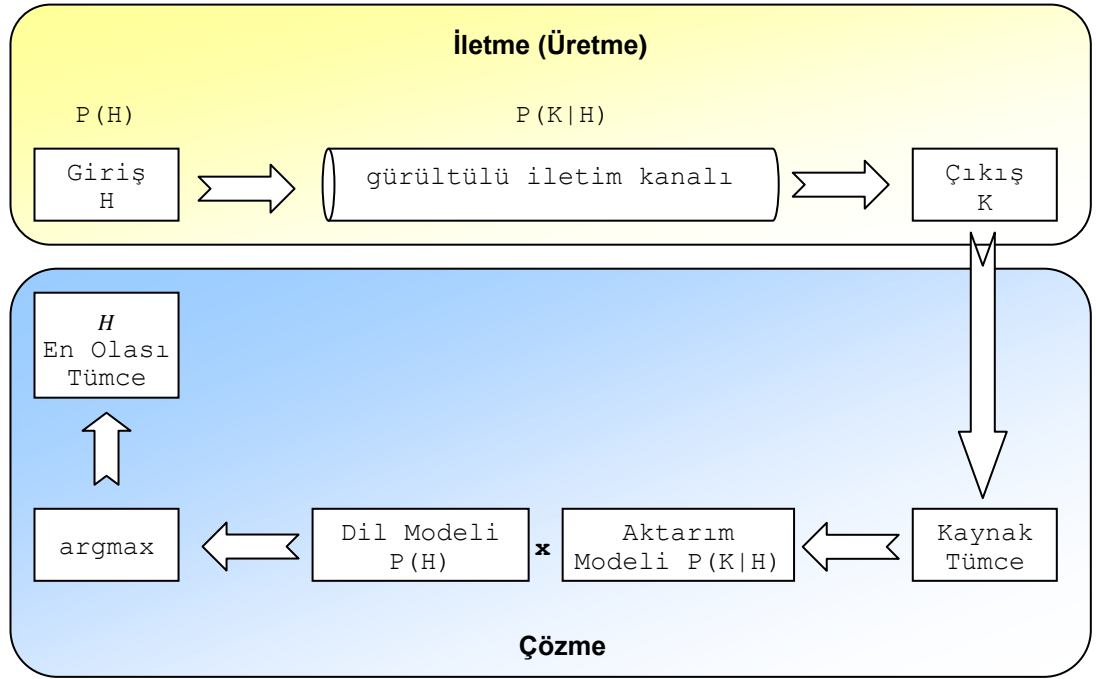 İletme (Üretme)
P(H)
P(K|H)
Giriş
H
gürültülü iletim kanalı
Çıkış
K
H
En Olası
Tümce
argmax
Dil Modeli
P(H)
x
Aktarım
Modeli P(K|H)
Kaynak
Tümce
Çözme